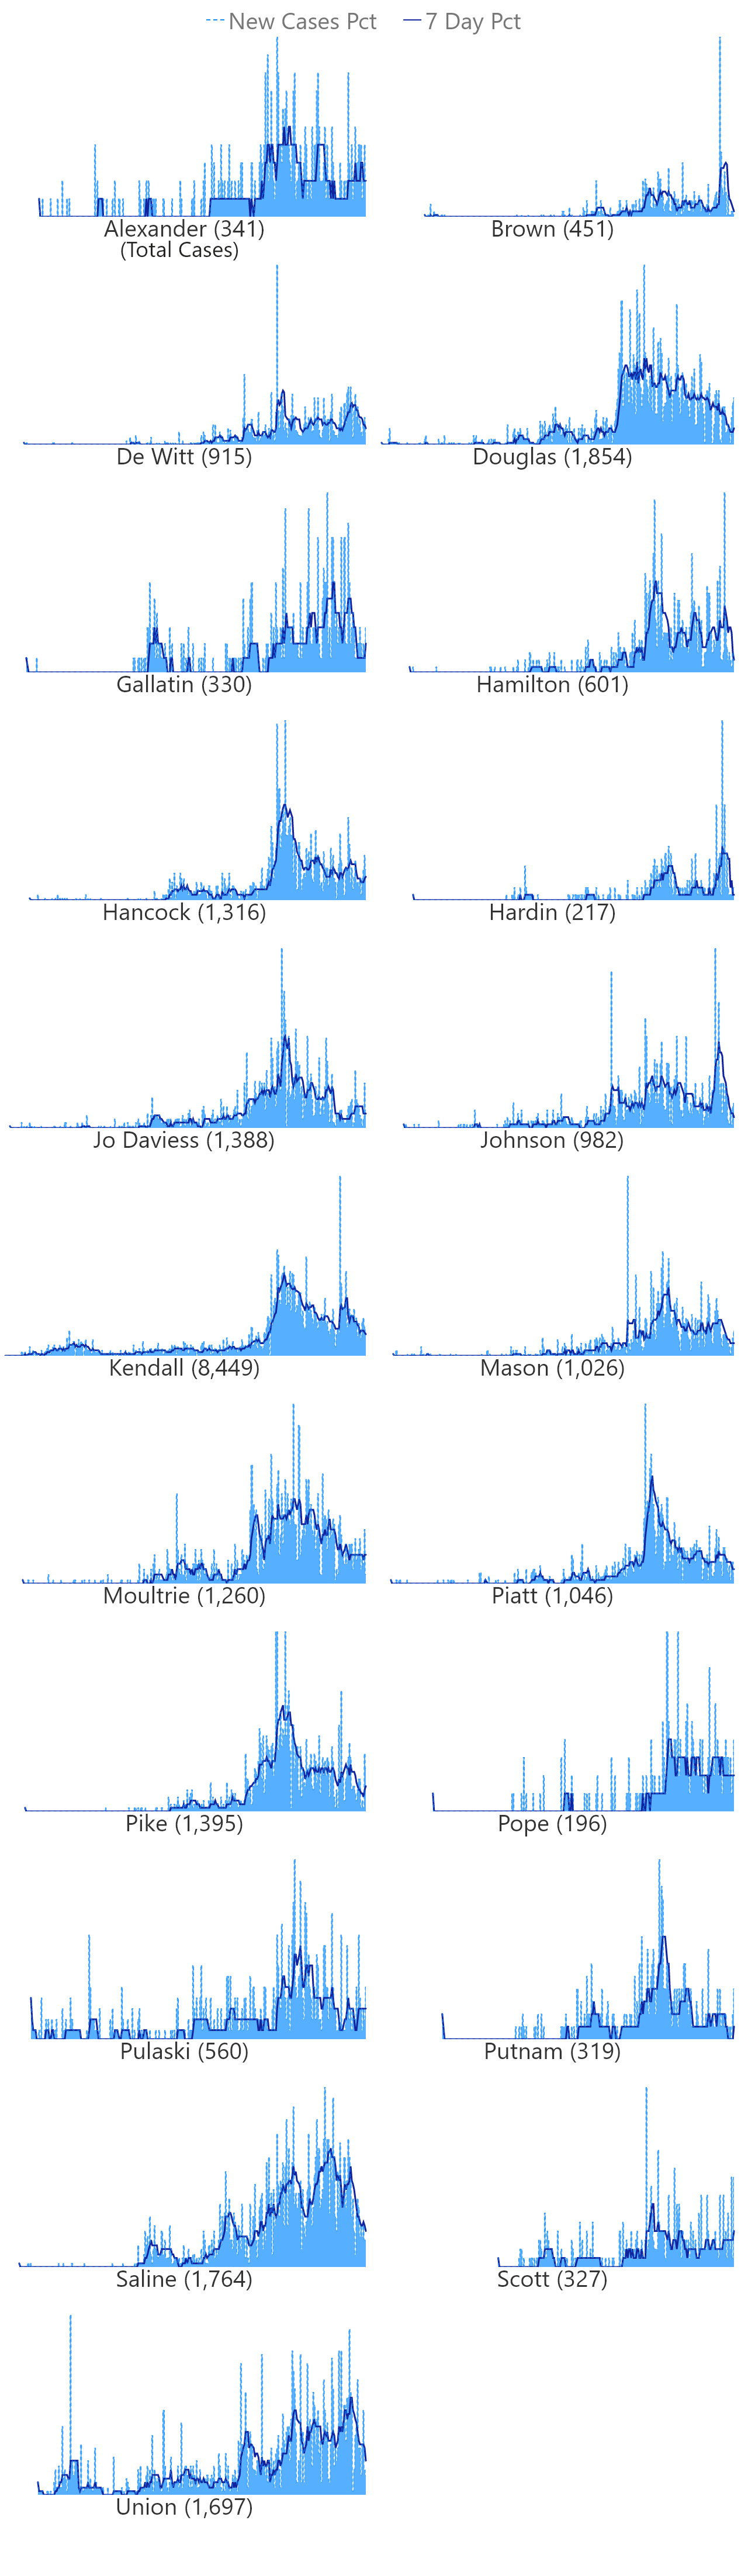 New Cases Pct 7 Day Pct
Alexander (341) Brown (451)
(Total Cases)
De Witt (915) Douglas (1,854)
Gallatin (330) Hamilton (601)
Hancock (1,316) Hardin (217)
Jo Daviess (1,388) Johnson (982)
Kendall (8,449) Mason (1,026)
Moultrie (1,260) Piatt (1,046)
Pike (1,395) Pope (196)
Pulaski (560) Putnam (319)
Saline (1,764) Scott (327)
Union (1,697)